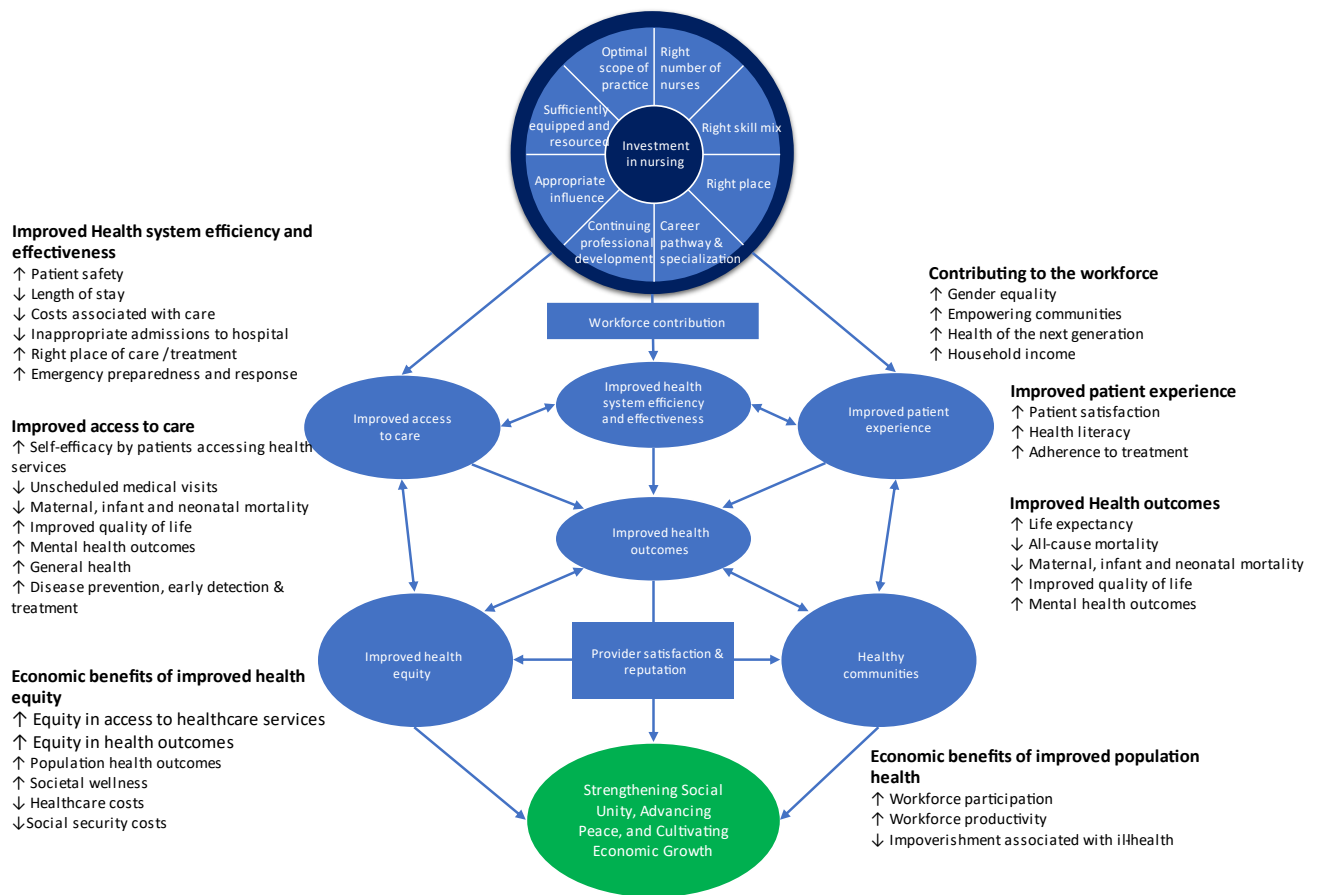 Optimal
scope of
practice
Right
number of
nurses
Sufficiently
equipped and
resourced
Right skill mix
Investment
in nursing
Appropriate
influence
Right place
Continuing
professional
development
Career
pathway &
specialization
Improved Health system efficiency and
effectiveness
↑ Patient safety
↓ Length of stay
↓ Costs associated with care
↓ Inappropriate admissions to hospital
↑ Right place of care /treatment
↑ Emergency preparedness and response
Contributing to the workforce
↑ Gender equality
↑ Empowering communities
↑ Health of the next generation
↑ Household income
Workforce contribution
Improved access
to care
Improved health
system efficiency
and effectiveness
Improved patient
experience
Improved patient experience
↑ Patient satisfaction
↑ Health literacy
↑ Adherence to treatment
Improved access to care
↑ Self-efficacy by patients accessing health
services
↓ Unscheduled medical visits
↓ Maternal, infant and neonatal mortality
↑ Improved quality of life
↑ Mental health outcomes
↑ General health
↑ Disease prevention, early detection &
treatment
Improved health
outcomes
Improved Health outcomes
↑ Life expectancy
↓ All-cause mortality
↓ Maternal, infant and neonatal mortality
↑ Improved quality of life
↑ Mental health outcomes
Improved health
equity
Provider satisfaction &
reputation
Healthy
communities
Economic benefits of improved health
equity
↑ Equity in access to healthcare services
↑ Equity in health outcomes
↑ Population health outcomes
↑ Societal wellness
↓ Healthcare costs
↓Social security costs
Strengthening Social
Unity, Advancing
Peace, and Cultivating
Economic Growth
Economic benefits of improved population
health
↑ Workforce participation
↑ Workforce productivity
↓ Impoverishment associated with ill-health